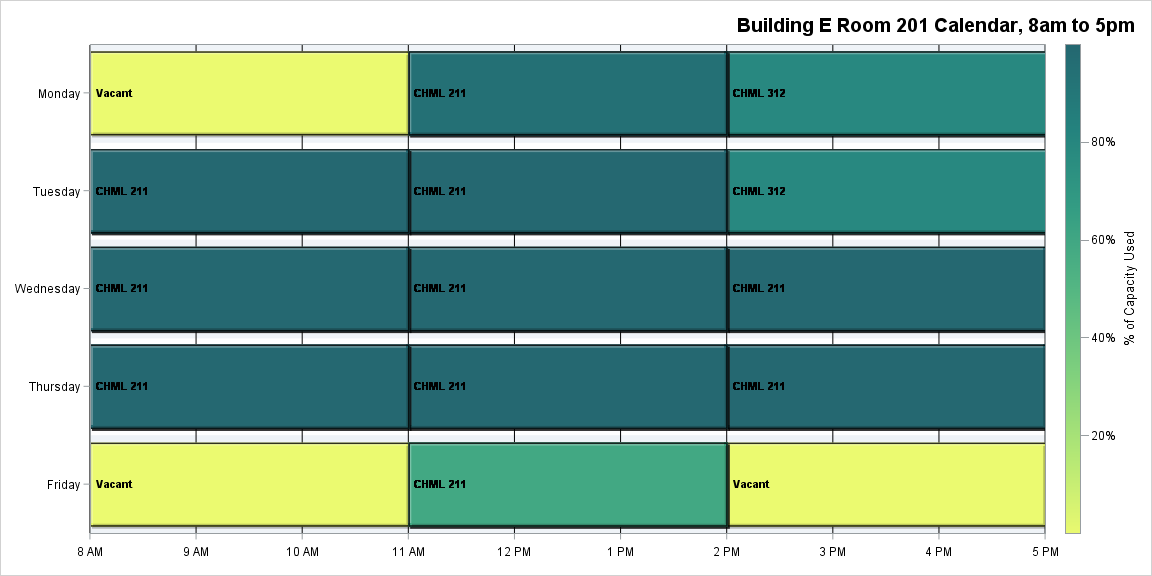 Building E Room 201 Calendar, 8am to 5pm
Monday
Vacant
CHML 211
CHML 312
Tuesday
CHML 211
CHML 211
CHML 312
Wednesday
CHML 211
CHML 211
CHML 211
Thursday
CHML 211
CHML 211
CHML 211
Friday
Vacant
CHML 211
Vacant
8 AM
9 AM
10 AM
11 AM
12 PM
1 PM
2 PM
3 PM
4 PM
5 PM
80%
60%
40%
20%
% of Capacity Used